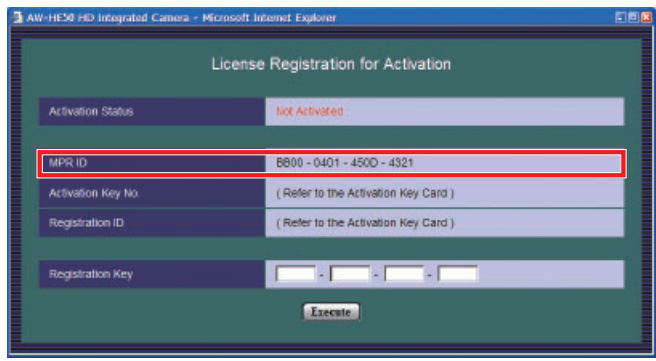 AW-HE50 HD Integrated Camera - Microsoft Internet Explorer
License Registration for Activation
Activation Status Not Activated
MPR ID BB00 - 0401 - 450D - 4321
Activation Key No. ( Refer to the Activation Key Card )
Registration ID ( Refer to the Activation Key Card )
Registration Key - - -
Execute